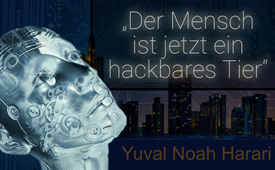 „Der Mensch
ist jetzt ein
hackbares Tier“
Yuval Noah Harari